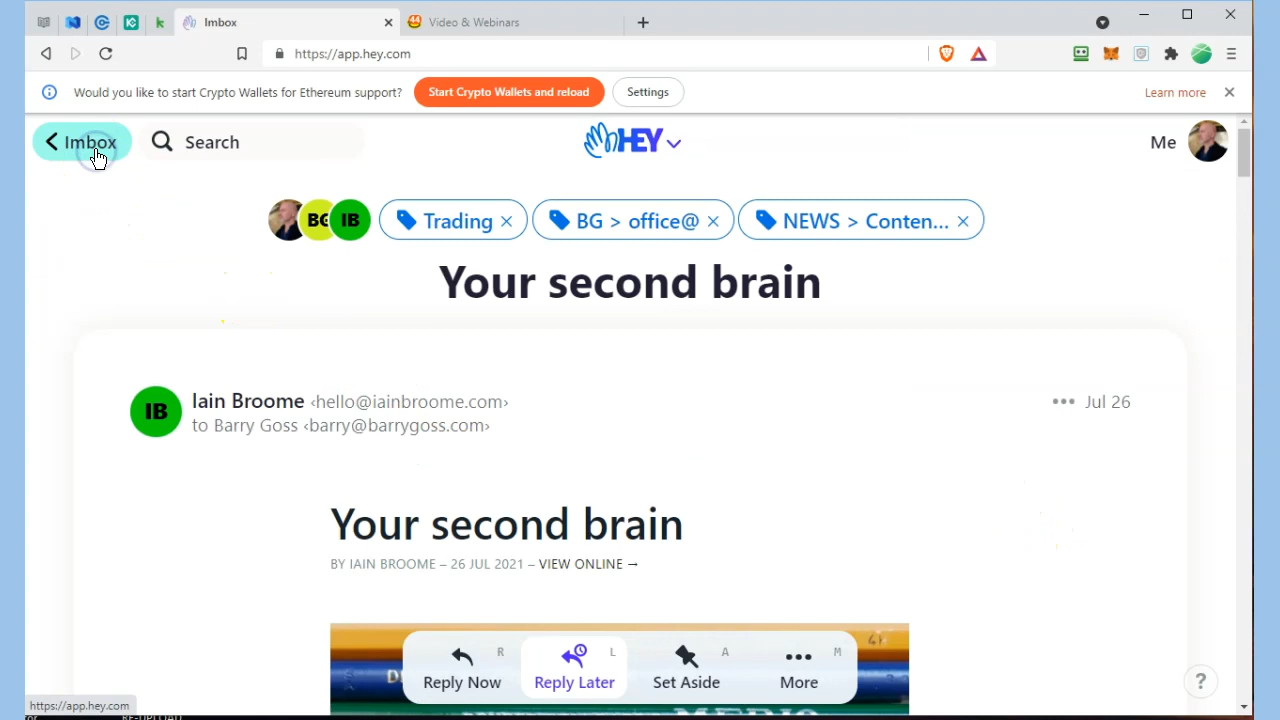 Imbox
44
Video & Webinars
https://app.hey.com
Would you like to start Crypto Wallets for Ethereum support?
Start Crypto Wallets and reload
Settings
Learn more
Imbox
Search
HEY
Me
BG
IB
Trading
BG > office@
NEWS > Conten...
Your second brain
IB
Iain Broome <hello@iainbroome.com>
Jul 26
to Barry Goss <barry@barrygoss.com>
Your second brain
BY IAIN BROOME – 26 JUL 2021 – VIEW ONLINE →
R
L
A
M
Reply Now
Reply Later
Set Aside
More
?
https://app.hey.com